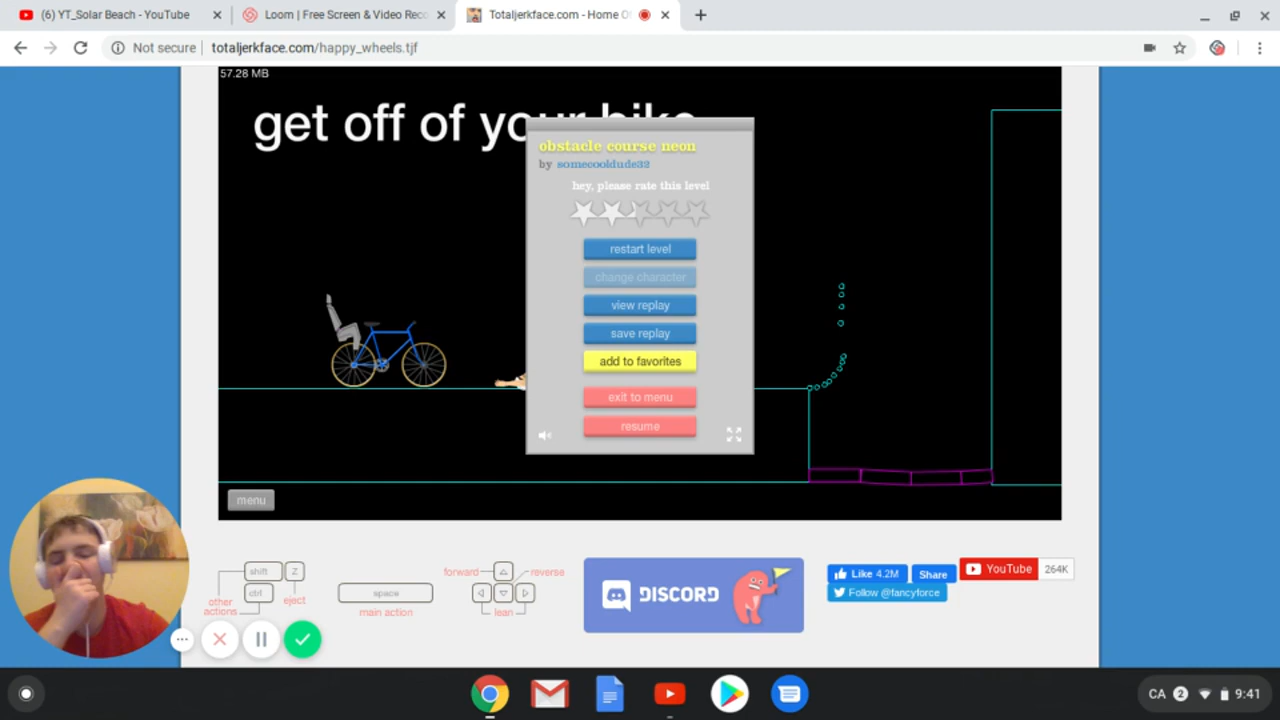 (6) YT_Solar Beach - YouTube
Loom | Free Screen & Video Rec
Totaljerkface.com - Home O
Not secure
totaljerkface.com/happy_wheels.tjf
57.28 MB
get off of your bike
obstacle course neon
by somecooldude32
hey, please rate this level
restart level
change character
view replay
save replay
add to favorites
exit to menu
resume
menu
shift
Z
ctrl
other actions
eject
space
main action
forward
reverse
lean
DISCORD
Like 4.2M
Share
YouTube
264K
Follow @fancyforce
CA
2
9:41